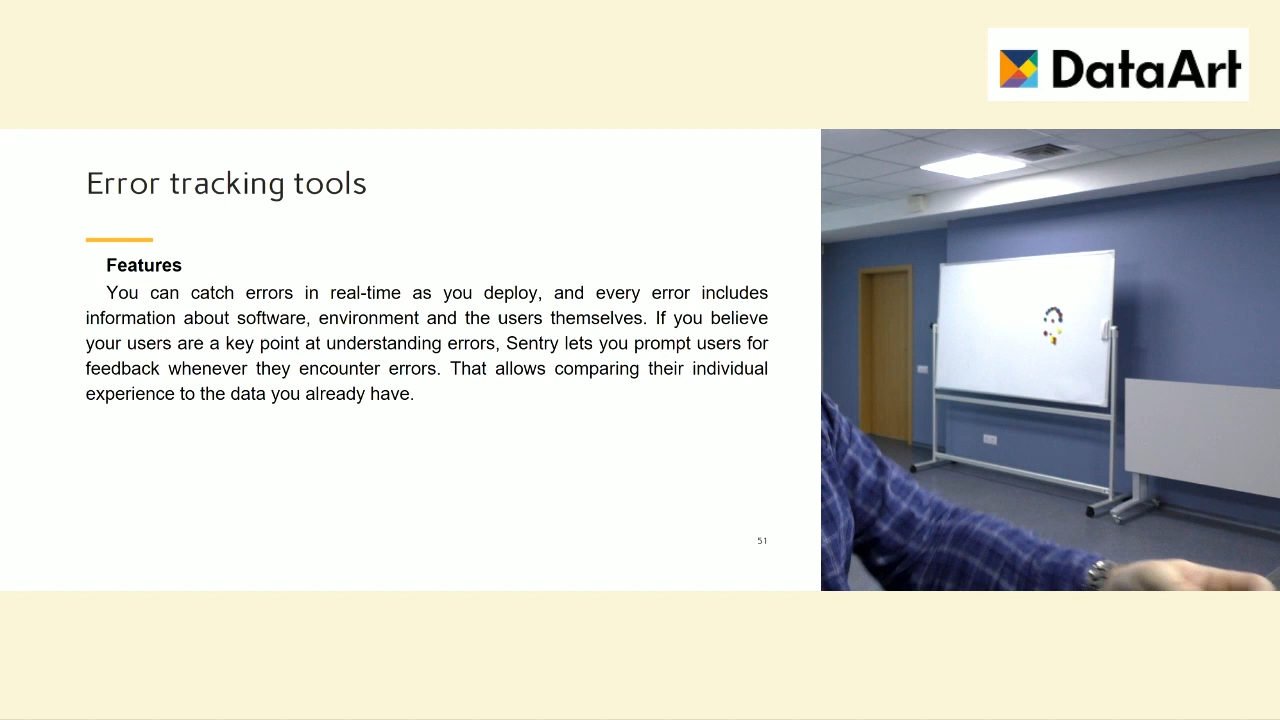 DataArt
Error tracking tools
Features
You can catch errors in real-time as you deploy, and every error includes
information about software, environment and the users themselves. If you believe
your users are a key point at understanding errors, Sentry lets you prompt users for
feedback whenever they encounter errors. That allows comparing their individual
experience to the data you already have.
51